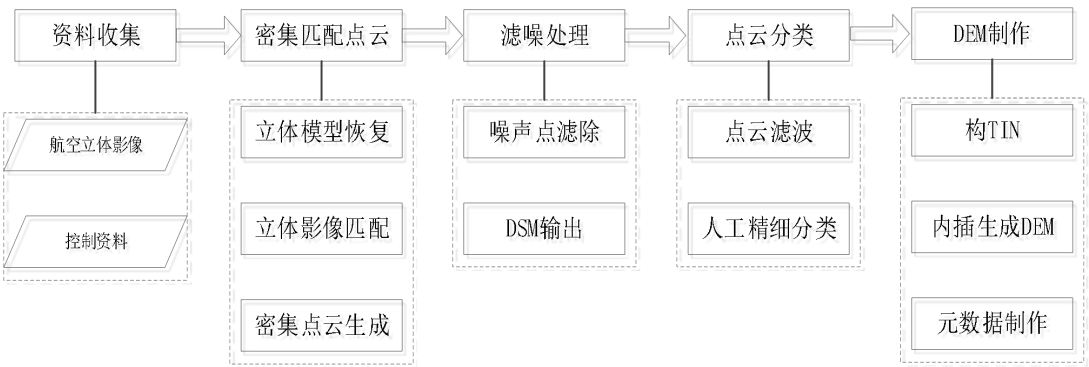 资料收集
密集匹配点云
滤噪处理
点云分类
DEM制作
航空立体影像
控制资料
立体模型恢复
立体影像匹配
密集点云生成
噪声点滤除
DSM输出
点云滤波
人工精细分类
构TIN
内插生成DEM
元数据制作